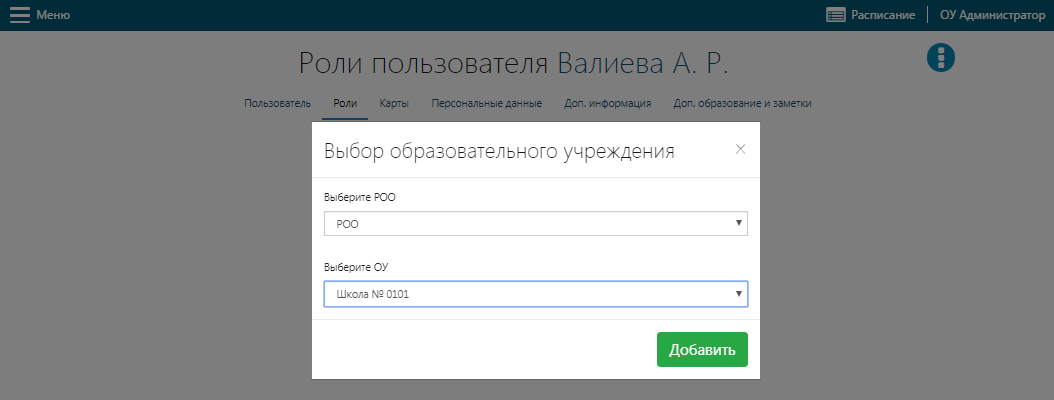 Меню Расписание ОУ Администратор
Роли пользователя Валиева А. Р.
Пользователь Роли Карты Персональные данные Доп. информация Доп. образование и заметки
Выбор образовательного учреждения ×
Выберите РОО
РОО
Выберите ОУ
Школа № 0101
Добавить